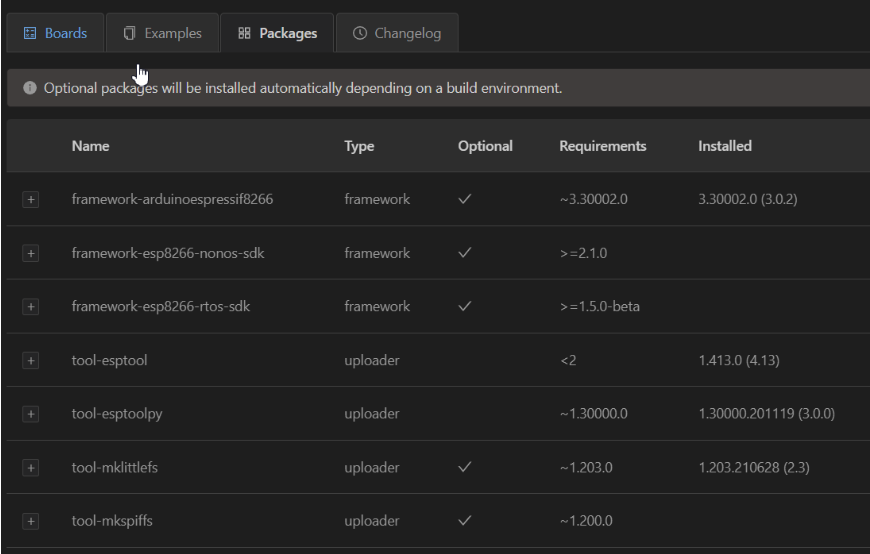 Boards Examples Packages Changelog
Optional packages will be installed automatically depending on a build environment.
Name Type Optional Requirements Installed
framework-arduinoespressif8266 framework ~3.30002.0 3.30002.0 (3.0.2)
framework-esp8266-nonos-sdk framework >=2.1.0
framework-esp8266-rtos-sdk framework >=1.5.0-beta
tool-esptool uploader <2 1.413.0 (4.13)
tool-esptoolpy uploader ~1.30000.0 1.30000.201119 (3.0.0)
tool-mklittlefs uploader ~1.203.0 1.203.210628 (2.3)
tool-mkspiffs uploader ~1.200.0